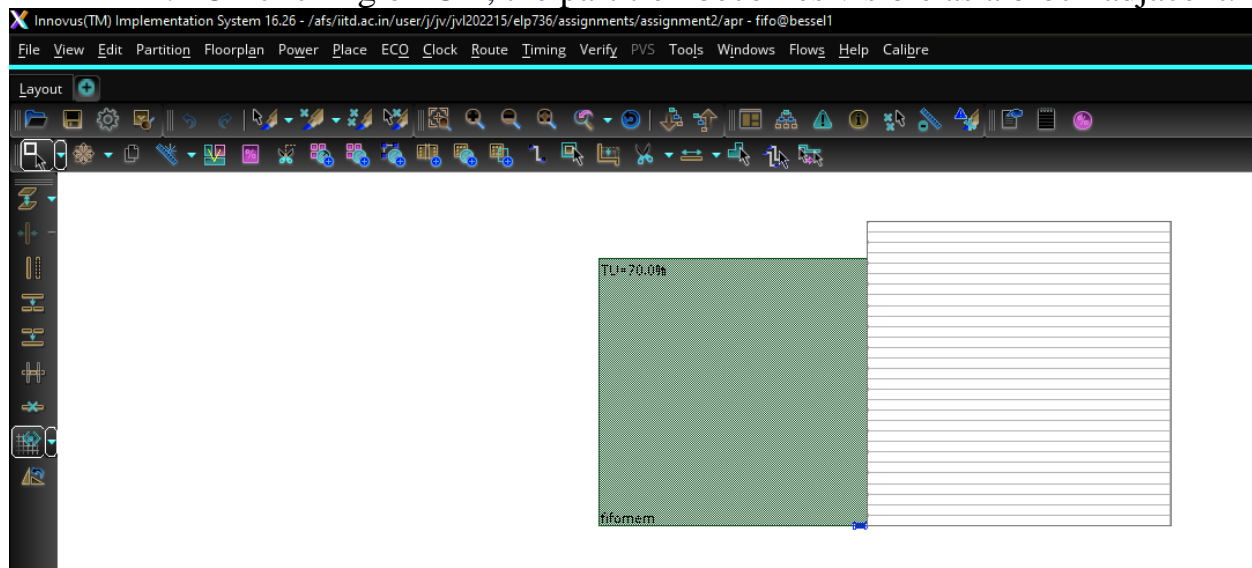 Innovus(TM) Implementation System 16.26 - /afs/iitd.ac.in/user/j/jv/jvl202215/elp736/assignments/assignment2/apr - fifo@bessel1
File View Edit Partition Floorplan Power Place ECO Clock Route Timing Verify PVS Tools Windows Flows Help Calibre
Layout
TU=70.0%
fifomem